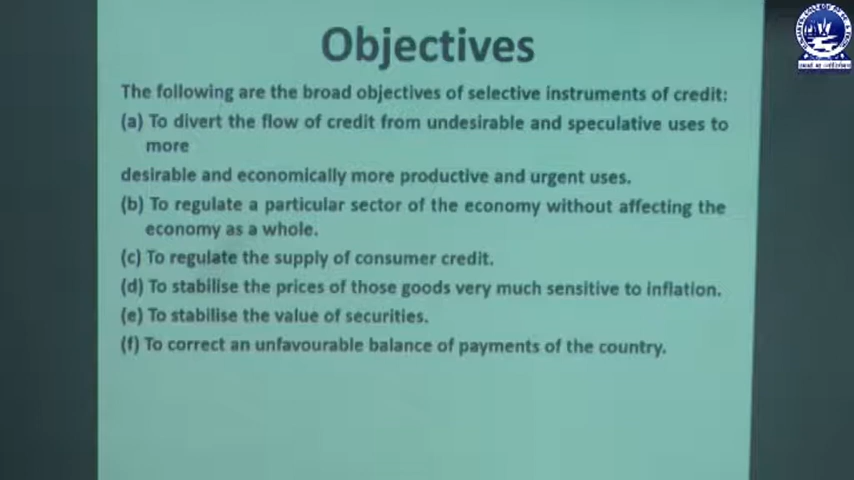 Objectives
The following are the broad objectives of selective instruments of credit:
(a) To divert the flow of credit from undesirable and speculative uses to
more
desirable and economically more productive and urgent uses.
(b) To regulate a particular sector of the economy without affecting the
economy as a whole.
(c) To regulate the supply of consumer credit.
(d) To stabilise the prices of those goods very much sensitive to inflation.
(e) To stabilise the value of securities.
(f) To correct an unfavourable balance of payments of the country.